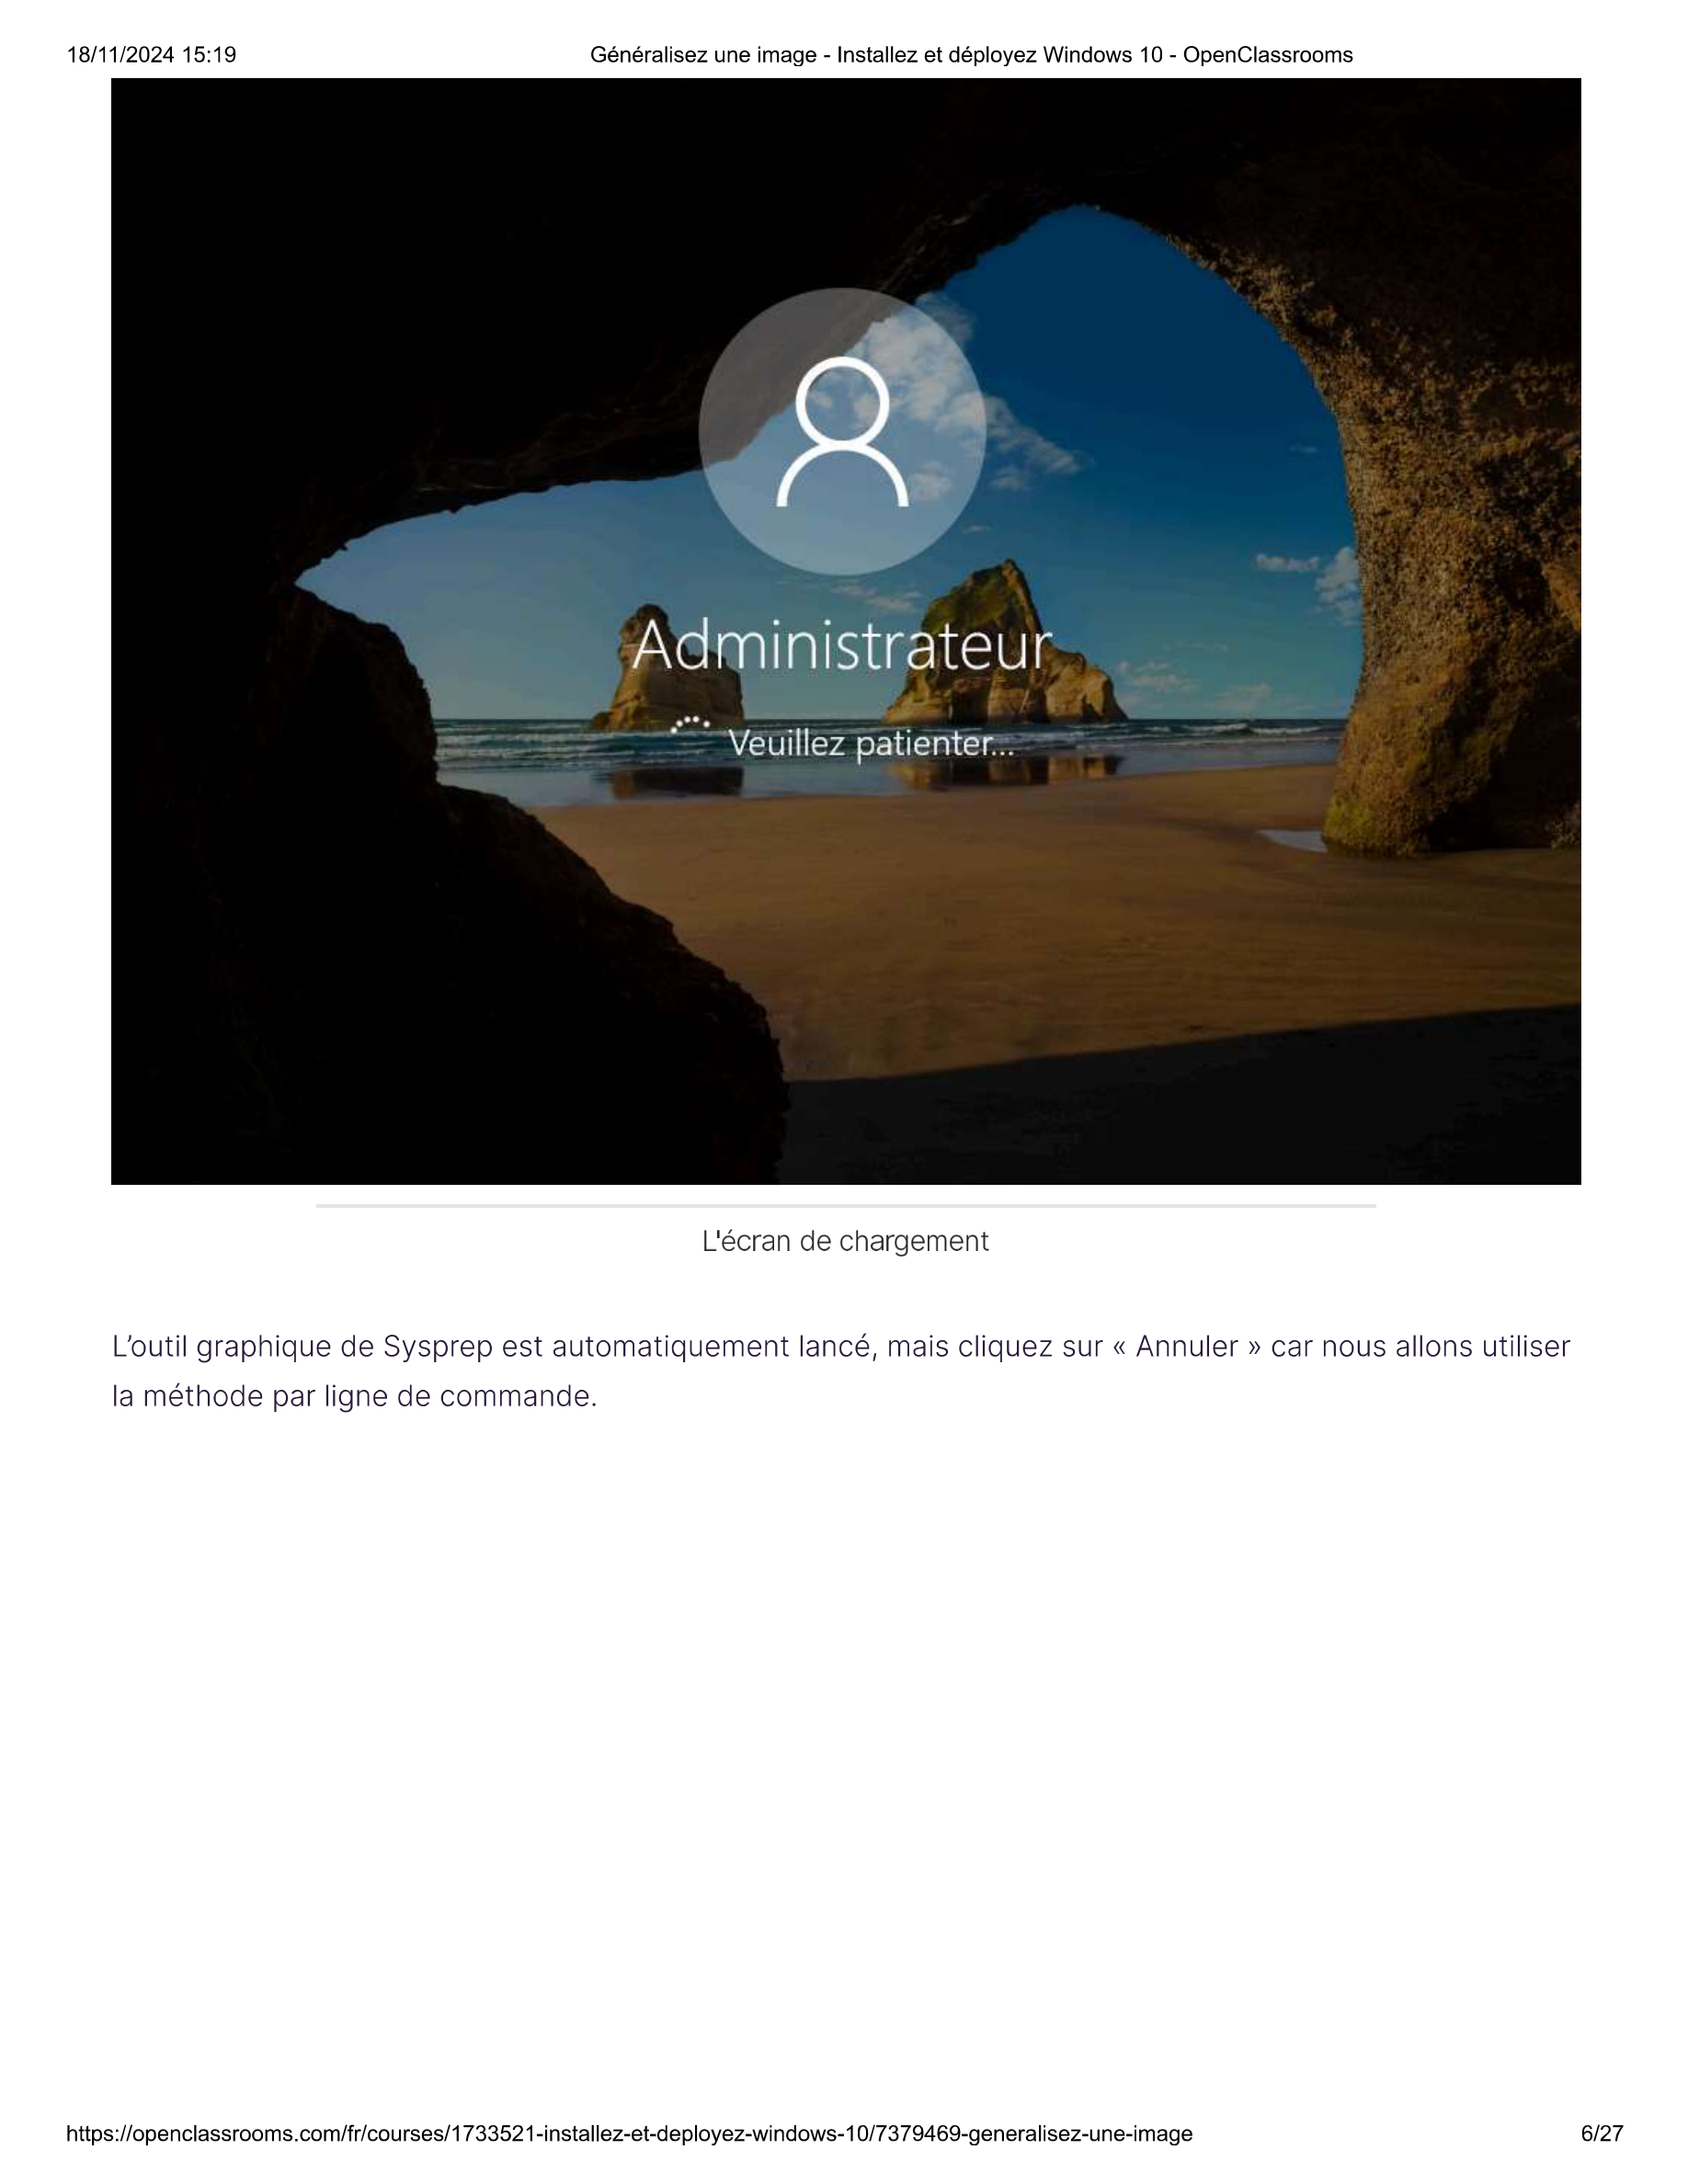 18/11/2024 15:19
Généralisez une image - Installez et déployez Windows 10 - OpenClassrooms
Administrateur
Veuillez patienter...
L'écran de chargement
L’outil graphique de Sysprep est automatiquement lancé, mais cliquez sur « Annuler » car nous allons utiliser
la méthode par ligne de commande.
https://openclassrooms.com/fr/courses/1733521-installez-et-deployez-windows-10/7379469-generalisez-une-image
6/27